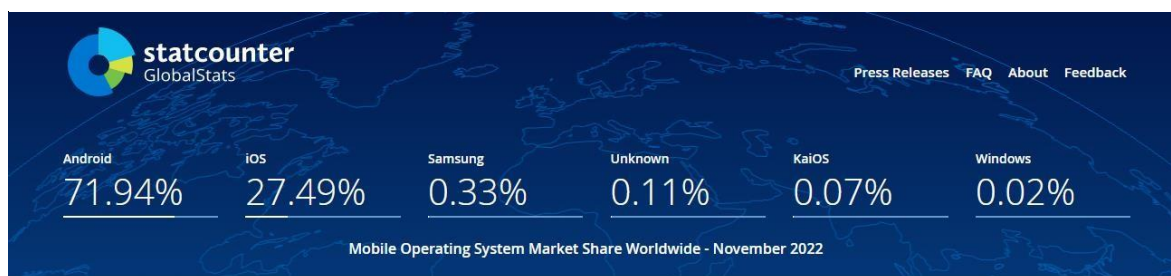 statcounter
GlobalStats
Press Releases FAQ About Feedback
Android iOS Samsung Unknown KaiOS Windows
71.94% 27.49% 0.33% 0.11% 0.07% 0.02%
Mobile Operating System Market Share Worldwide - November 2022